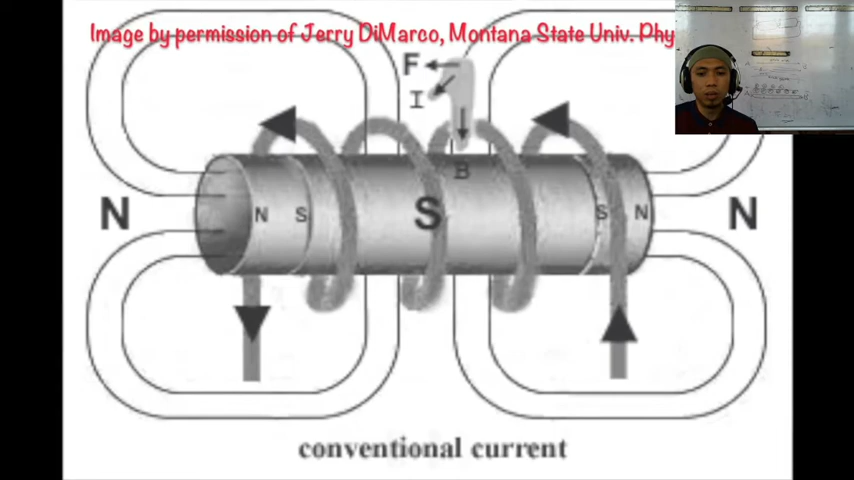 Image by permission of Jerry DiMarco, Montana State Univ. Phy
F
I
B
N
N S
S
S N
N
conventional current